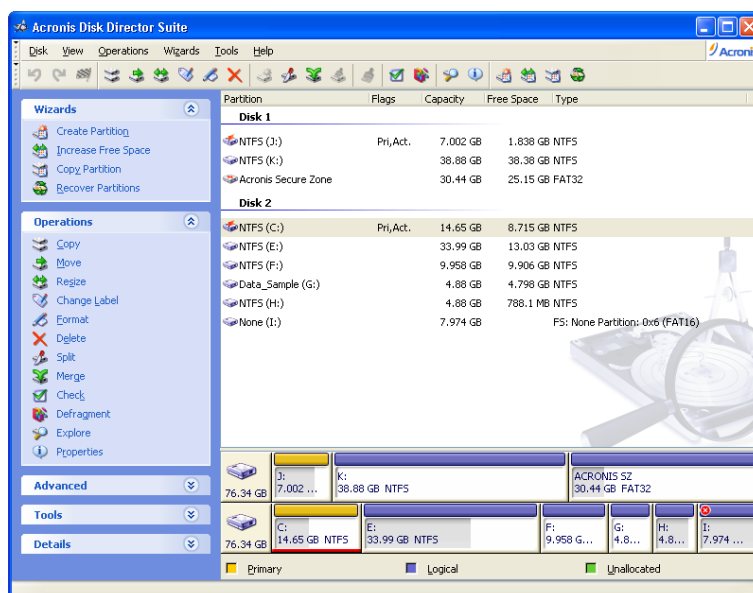 Acronis Disk Director Suite
Disk View Operations Wizards Tools Help
Acroni
Wizards
Create Partition
Increase Free Space
Copy Partition
Recover Partitions
Operations
Copy
Move
Resize
Change Label
Format
Delete
Split
Merge
Check
Defragment
Explore
Properties
Advanced
Tools
Details
Partition Flags Capacity Free Space Type
Disk 1
NTFS (J:) Pri,Act. 7.002 GB 1.838 GB NTFS
NTFS (K:) 38.88 GB 38.38 GB NTFS
Acronis Secure Zone 30.44 GB 25.15 GB FAT32
Disk 2
NTFS (C:) Pri,Act. 14.65 GB 8.715 GB NTFS
NTFS (E:) 33.99 GB 13.03 GB NTFS
NTFS (F:) 9.958 GB 9.906 GB NTFS
Data_Sample (G:) 4.88 GB 4.798 GB NTFS
NTFS (H:) 4.88 GB 788.1 MB NTFS
None (I:) 7.974 GB FS: None Partition: 0x6 (FAT16)
J: K: ACRONIS SZ
76.34 GB 7.002 ... 38.88 GB NTFS 30.44 GB FAT32
C: E: F: G: H: I:
76.34 GB 14.65 GB NTFS 33.99 GB NTFS 9.958 G... 4.8... 4.8... 7.974 ...
Primary Logical Unallocated